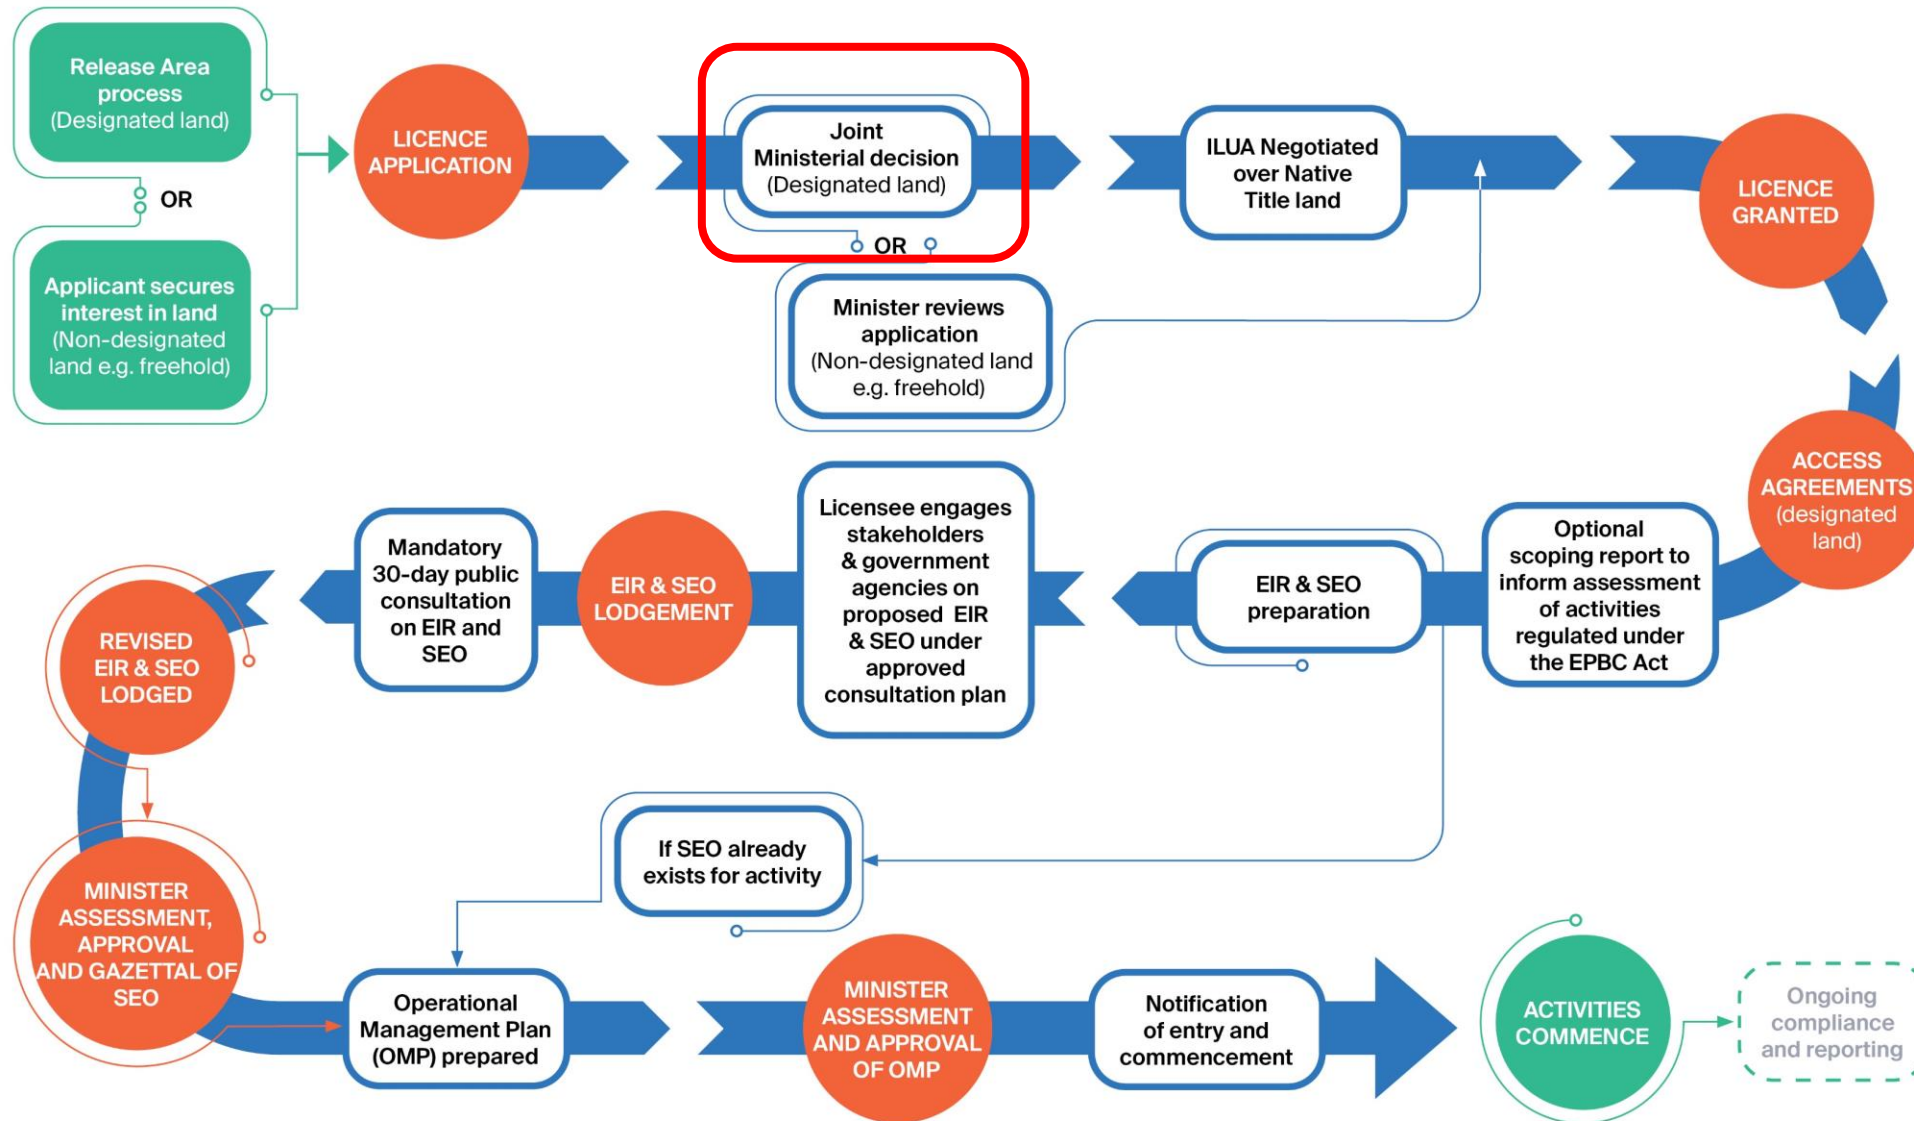 Release Area
process
(Designated land)
OR
Applicant secures
interest in land
(Non-designated
land e.g. freehold)
LICENCE
APPLICATION
Joint
Ministerial decision
(Designated land)
OR
Minister reviews
application
(Non-designated land
e.g. freehold)
ILUA Negotiated
over Native
Title land
LICENCE
GRANTED
ACCESS
AGREEMENTS
(designated
land)
Optional
scoping report to
inform assessment
of activities
regulated under
the EPBC Act
EIR & SEO
preparation
Licensee engages
stakeholders
& government
agencies on
proposed EIR
& SEO under
approved
consultation plan
EIR & SEO
LODGEMENT
Mandatory
30-day public
consultation
on EIR and
SEO
REVISED
EIR & SEO
LODGED
MINISTER
ASSESSMENT,
APPROVAL
AND GAZETTAL OF
SEO
If SEO already
exists for activity
Operational
Management Plan
(OMP) prepared
MINISTER
ASSESSMENT
AND APPROVAL
OF OMP
Notification
of entry and
commencement
ACTIVITIES
COMMENCE
Ongoing
compliance
and reporting